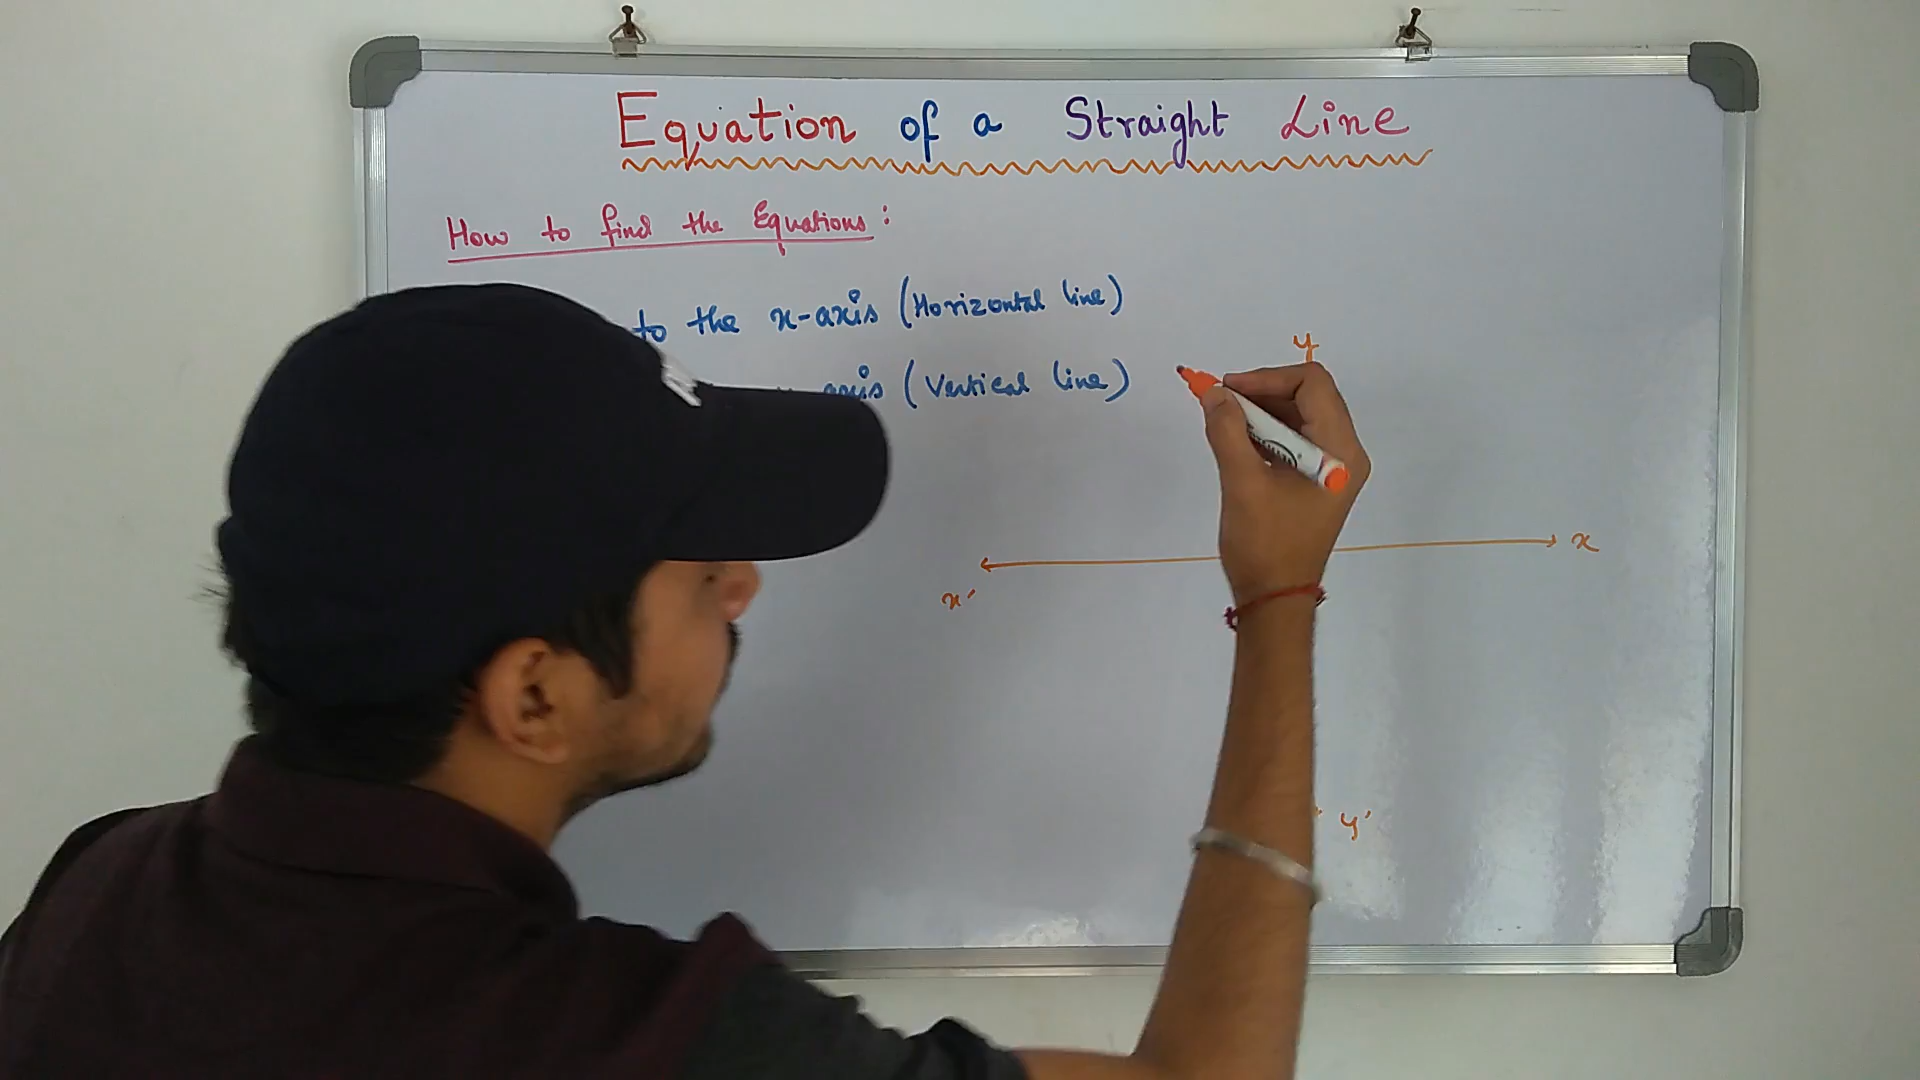 Equation of a Straight Line
How to find the Equations:
to the x-axis (Horizontal line)
axis (Vertical line)
y
x
x'
y'